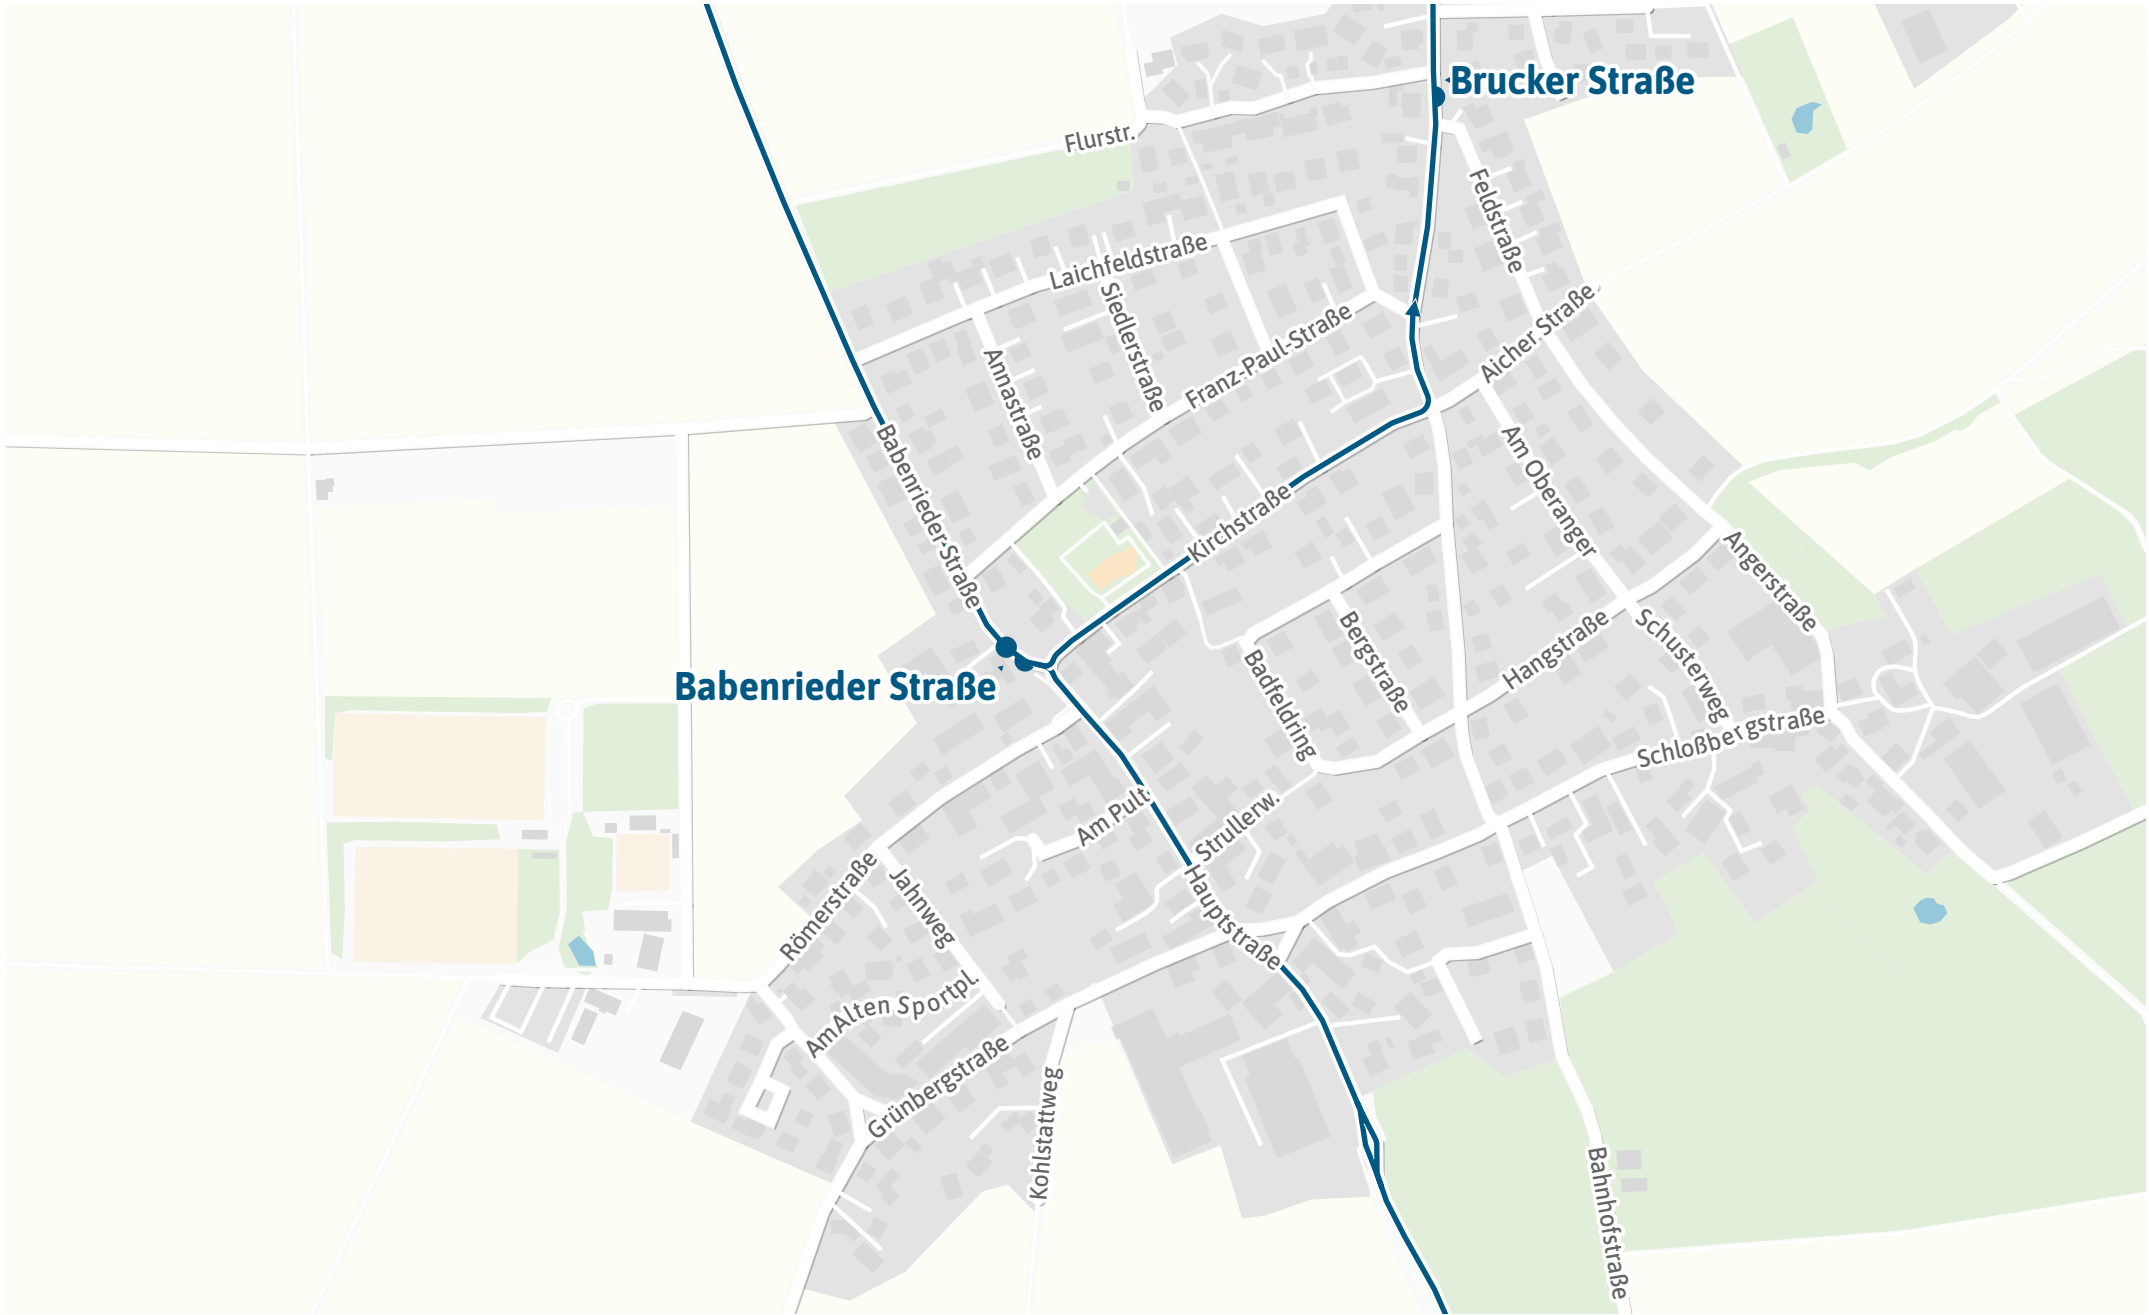 Brucker Straße
Flurstr.
Feldstraße
Laichfeldstraße
Siedlerstraße
Aicher Straße
Franz-Paul-Straße
Annastraße
Babenrieder Straße
Am Oberanger
Kirchstraße
Angerstraße
Bergstraße
Hangstraße
Schusterweg
Badfeldring
Babenrieder Straße
Schloßbergstraße
Am Pult
Strullerw.
Römerstraße
Jahnweg
Hauptstraße
Am Alten Sportpl.
Grünbergstraße
Kohlstattweg
Bahnhofstraße